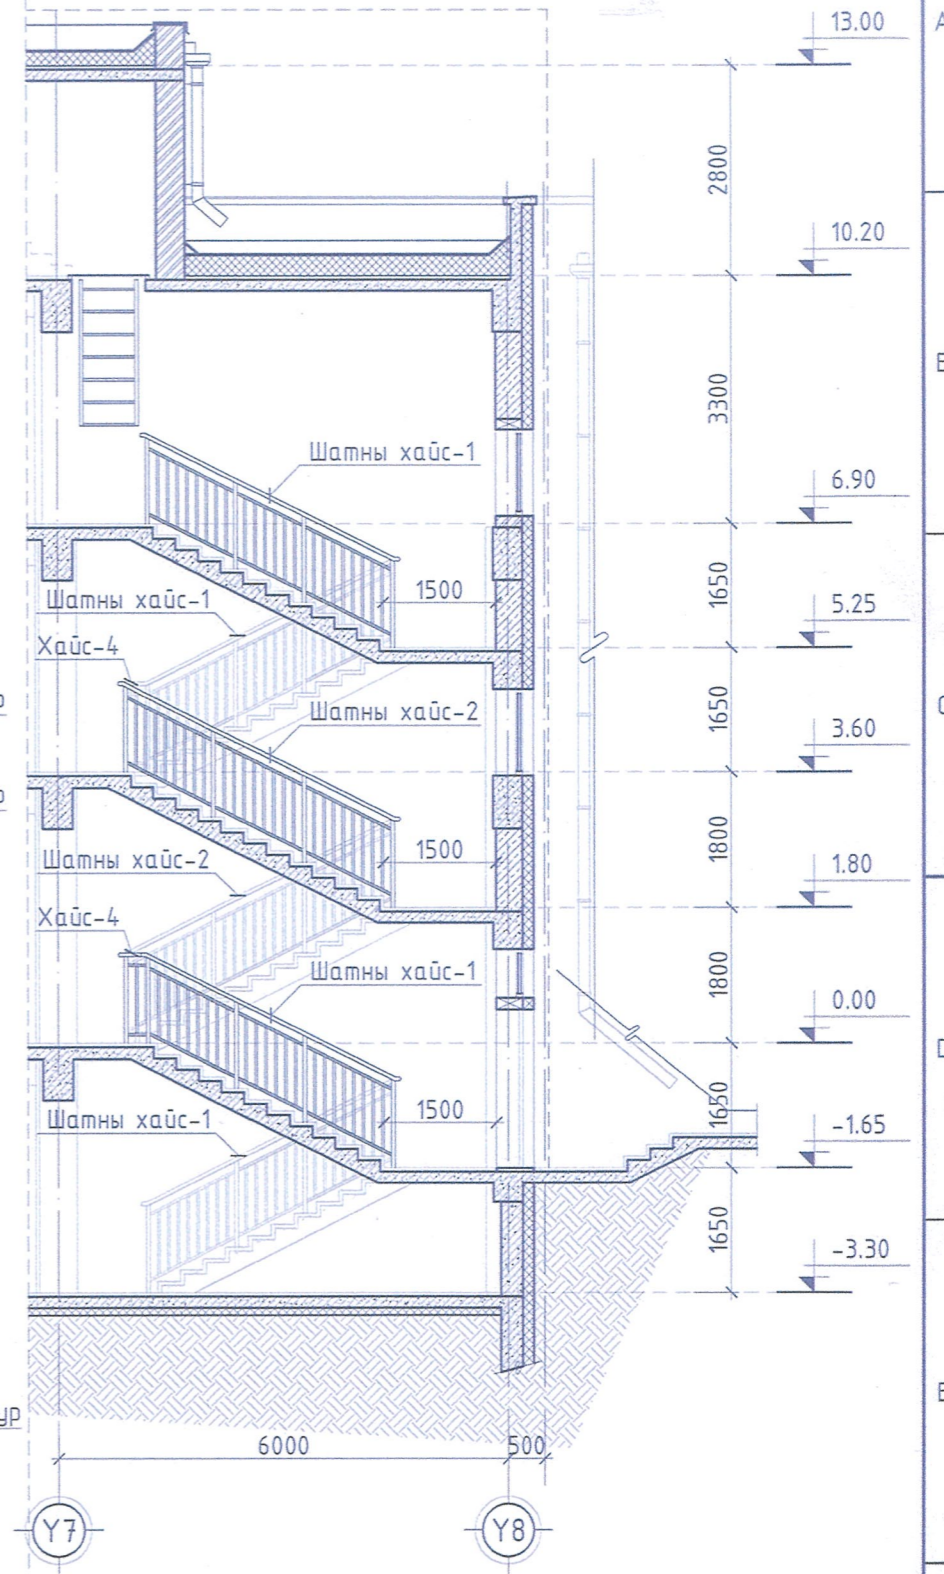 13.00
A
2800
10.20
3300
B
Шатны хайс-1
6.90
Шатны хайс-1
1500
1650
5.25
Хайс-4
Шатны хайс-2
1650
3.60
1500
1800
Шатны хайс-2
1.80
Хайс-4
Шатны хайс-1
1800
0.00
D
Шатны хайс-1
1500
1650
-1.65
1650
-3.30
6000
500
Y7
Y8